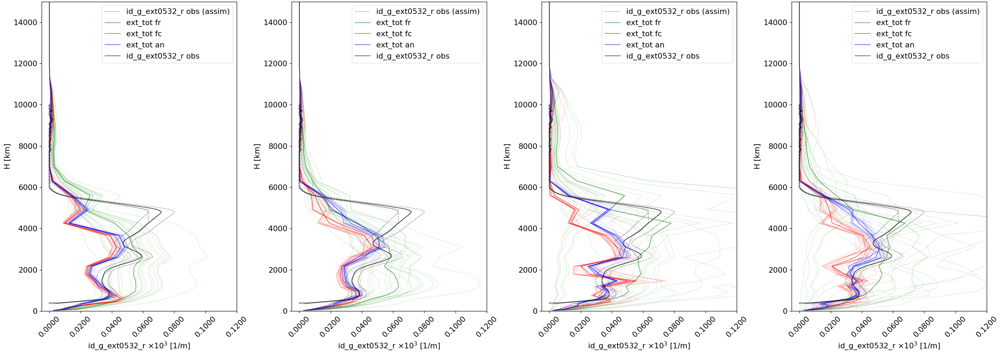 id_g_ext0532_r obs (assim)
ext_tot fr
ext_tot fc
ext_tot an
id_g_ext0532_r obs
14000
12000
10000
8000
6000
4000
2000
0
H [km]
0.0000 0.0200 0.0400 0.0600 0.0800 0.1000 0.1200
id_g_ext0532_r ×10³ [1/m]
id_g_ext0532_r obs (assim)
ext_tot fr
ext_tot fc
ext_tot an
id_g_ext0532_r obs
14000
12000
10000
8000
6000
4000
2000
0
H [km]
0.0000 0.0200 0.0400 0.0600 0.0800 0.1000 0.1200
id_g_ext0532_r ×10³ [1/m]
id_g_ext0532_r obs (assim)
ext_tot fr
ext_tot fc
ext_tot an
id_g_ext0532_r obs
14000
12000
10000
8000
6000
4000
2000
0
H [km]
0.0000 0.0200 0.0400 0.0600 0.0800 0.1000 0.1200
id_g_ext0532_r ×10³ [1/m]
id_g_ext0532_r obs (assim)
ext_tot fr
ext_tot fc
ext_tot an
id_g_ext0532_r obs
14000
12000
10000
8000
6000
4000
2000
0
H [km]
0.0000 0.0200 0.0400 0.0600 0.0800 0.1000 0.1200
id_g_ext0532_r ×10³ [1/m]